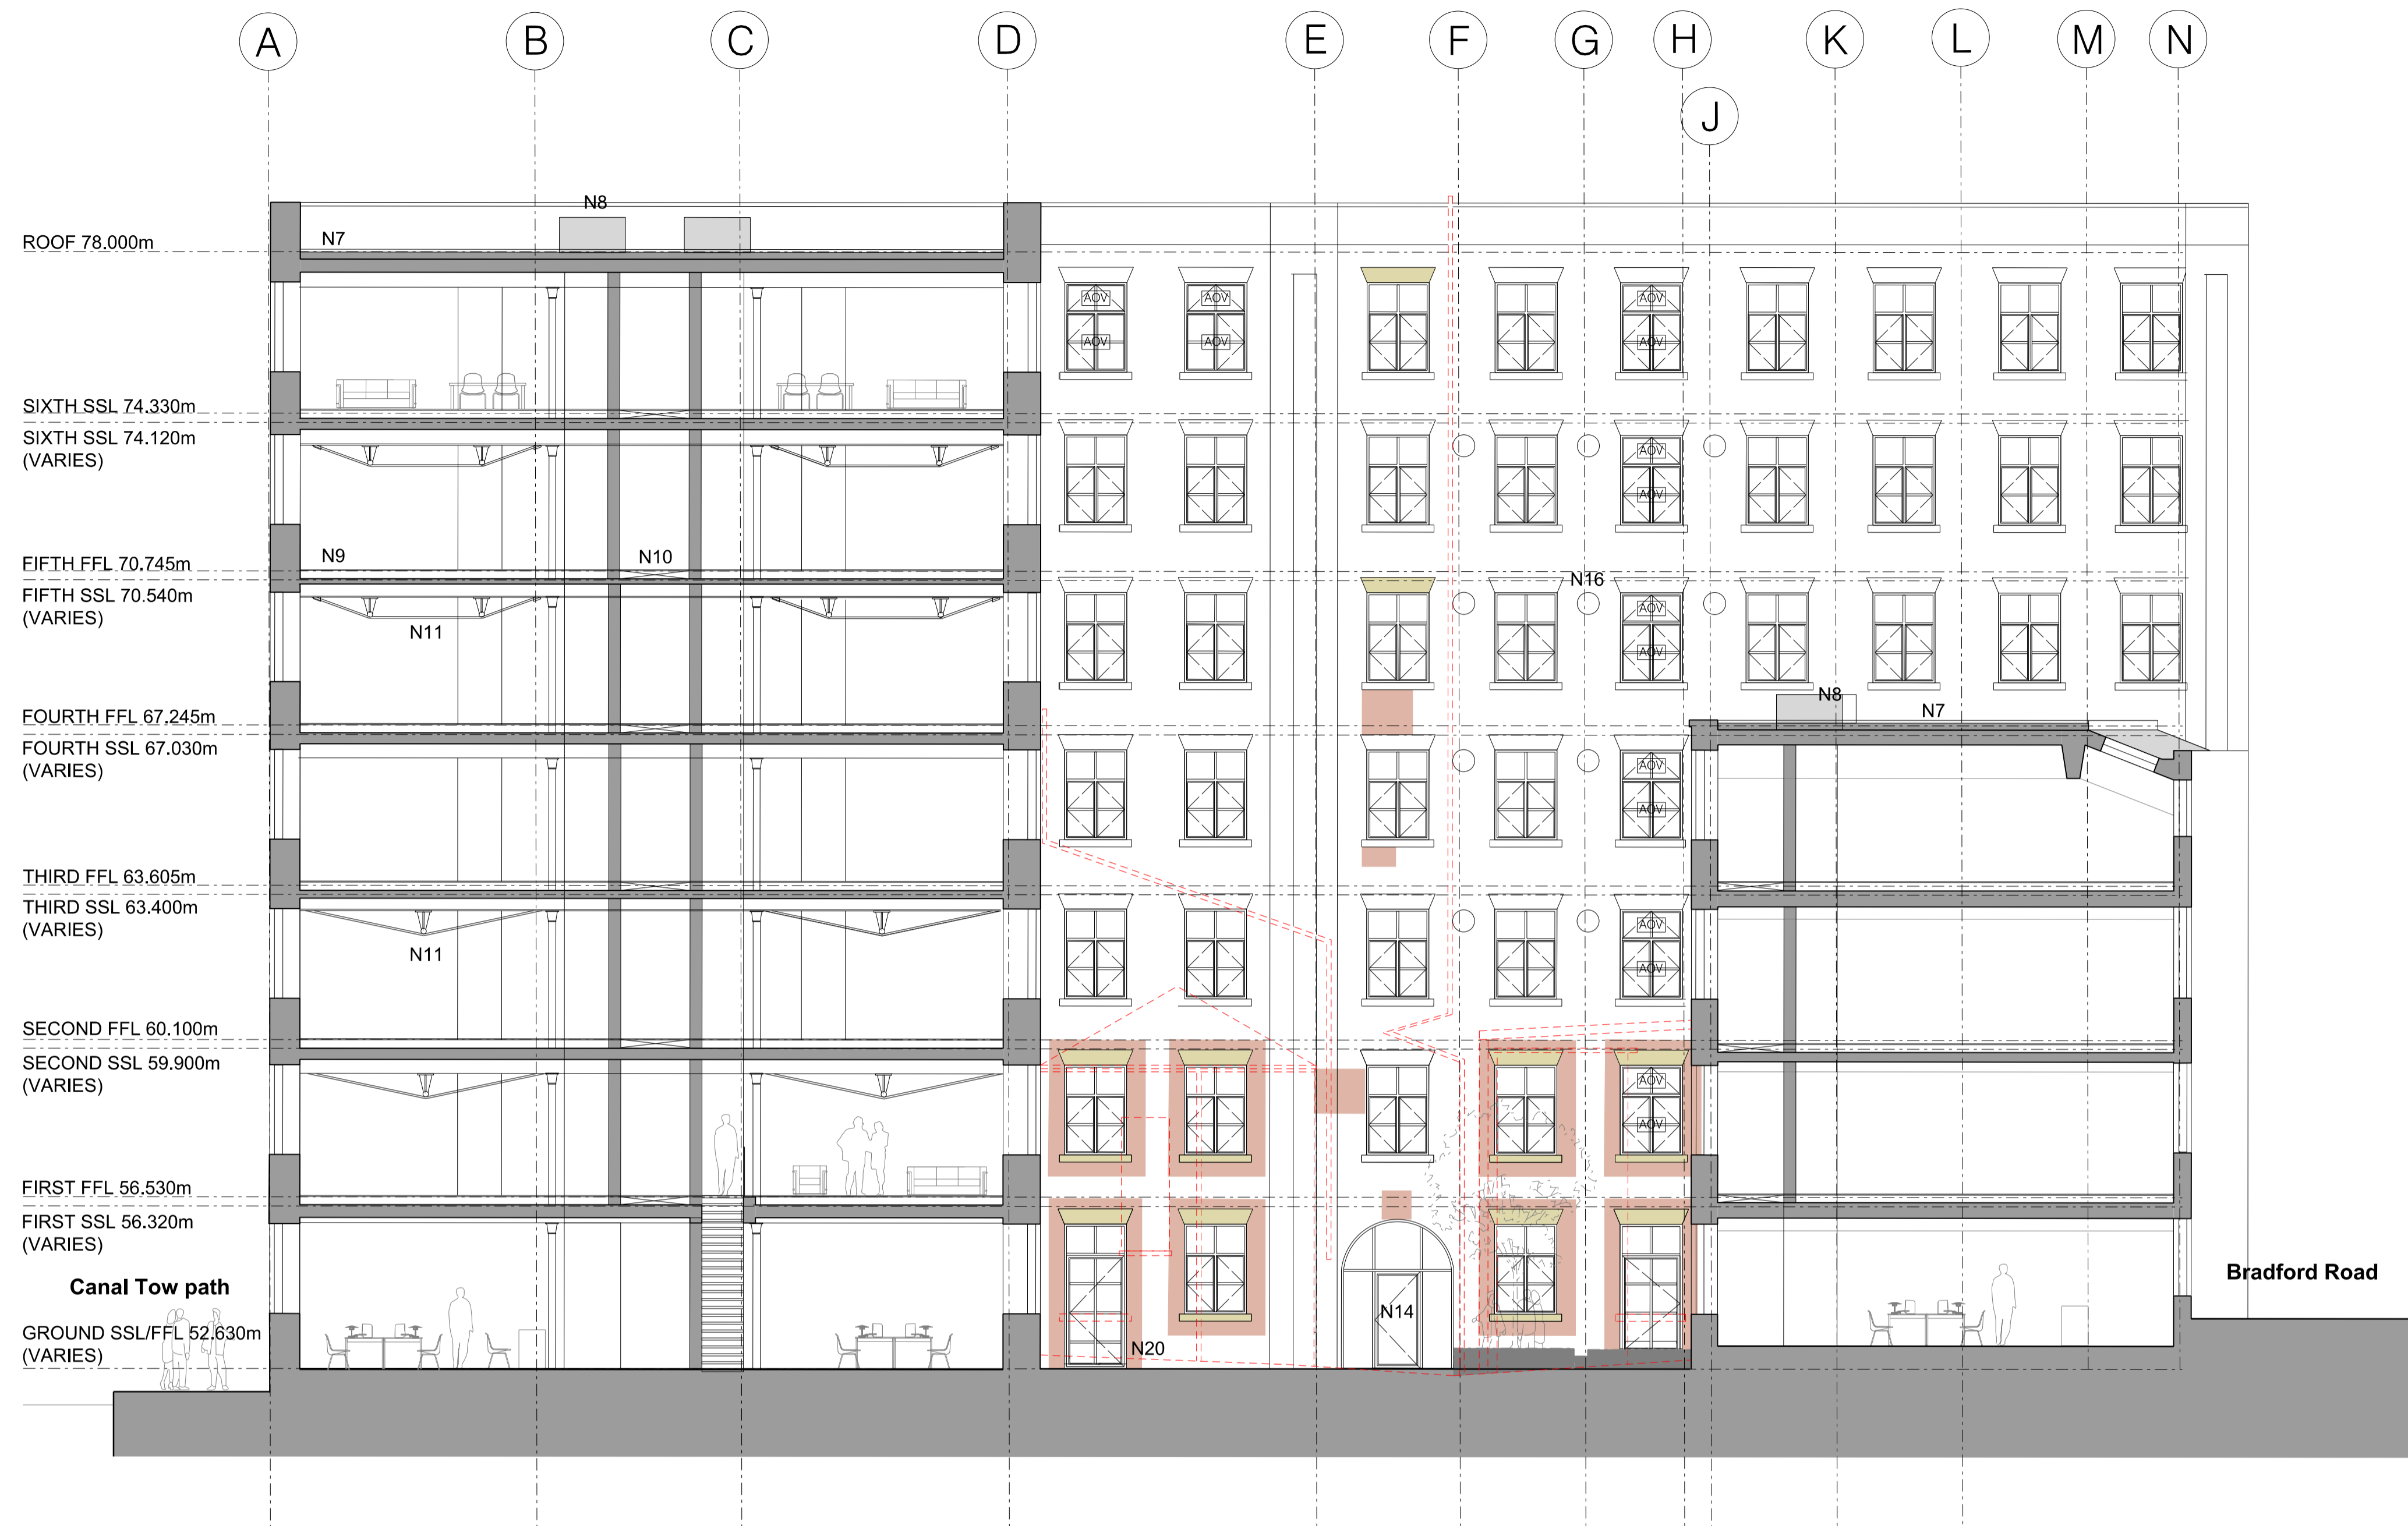 A B C D E F G H K L M N
J
N8
ROOF 78.000m
N7
AOV AOV AOV
AOV AOV AOV
SIXTH SSL 74.330m
SIXTH SSL 74.120m
(VARIES)
AOV
AOV
FIFTH FFL 70.745m
N9 N10
FIFTH SSL 70.540m
(VARIES)
N16
AOV
N11
AOV
N8
N7
FOURTH FFL 67.245m
FOURTH SSL 67.030m
(VARIES)
AOV
AOV
THIRD FFL 63.605m
THIRD SSL 63.400m
(VARIES)
AOV
N11
AOV
SECOND FFL 60.100m
SECOND SSL 59.900m
(VARIES)
AOV
AOV
FIRST FFL 56.530m
FIRST SSL 56.320m
(VARIES)
Canal Tow path
Bradford Road
N14
GROUND SSL/FFL 52.630m
(VARIES)
N20